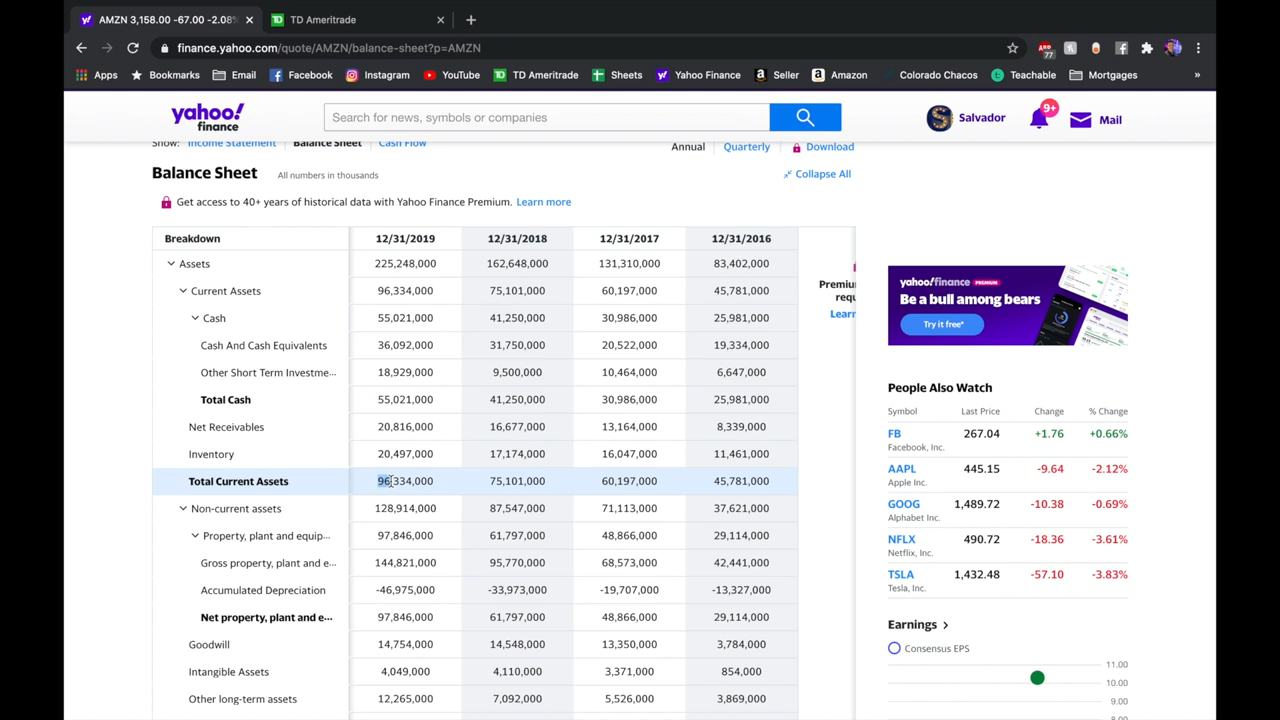 AMZN 3,158.00 -67.00 -2.08%
TD Ameritrade
finance.yahoo.com/quote/AMZN/balance-sheet?p=AMZN
77
Apps Bookmarks Email Facebook Instagram YouTube TD Ameritrade Sheets Yahoo Finance Seller Amazon Colorado Chacos Teachable Mortgages »
yahoo! finance
Search for news, symbols or companies
Salvador 9+ Mail
Show: Income Statement Balance Sheet Cash Flow Annual Quarterly Download
Balance Sheet All numbers in thousands Collapse All
Get access to 40+ years of historical data with Yahoo Finance Premium. Learn more
Breakdown 12/31/2019 12/31/2018 12/31/2017 12/31/2016
Assets 225,248,000 162,648,000 131,310,000 83,402,000
Current Assets 96,334,000 75,101,000 60,197,000 45,781,000
Cash 55,021,000 41,250,000 30,986,000 25,981,000
Cash And Cash Equivalents 36,092,000 31,750,000 20,522,000 19,334,000
Other Short Term Investme... 18,929,000 9,500,000 10,464,000 6,647,000
Total Cash 55,021,000 41,250,000 30,986,000 25,981,000
Net Receivables 20,816,000 16,677,000 13,164,000 8,339,000
Inventory 20,497,000 17,174,000 16,047,000 11,461,000
Total Current Assets 96,334,000 75,101,000 60,197,000 45,781,000
Non-current assets 128,914,000 87,547,000 71,113,000 37,621,000
Property, plant and equip... 97,846,000 61,797,000 48,866,000 29,114,000
Gross property, plant and e... 144,821,000 95,770,000 68,573,000 42,441,000
Accumulated Depreciation -46,975,000 -33,973,000 -19,707,000 -13,327,000
Net property, plant and e... 97,846,000 61,797,000 48,866,000 29,114,000
Goodwill 14,754,000 14,548,000 13,350,000 3,784,000
Intangible Assets 4,049,000 4,110,000 3,371,000 854,000
Other long-term assets 12,265,000 7,092,000 5,526,000 3,869,000
Premium
requ
Learn
yahoo!finance PREMIUM
Be a bull among bears
Try it free*
People Also Watch
Symbol Last Price Change % Change
FB 267.04 +1.76 +0.66%
Facebook, Inc.
AAPL 445.15 -9.64 -2.12%
Apple Inc.
GOOG 1,489.72 -10.38 -0.69%
Alphabet Inc.
NFLX 490.72 -18.36 -3.61%
Netflix, Inc.
TSLA 1,432.48 -57.10 -3.83%
Tesla, Inc.
Earnings
Consensus EPS
11.00
10.00
9.00